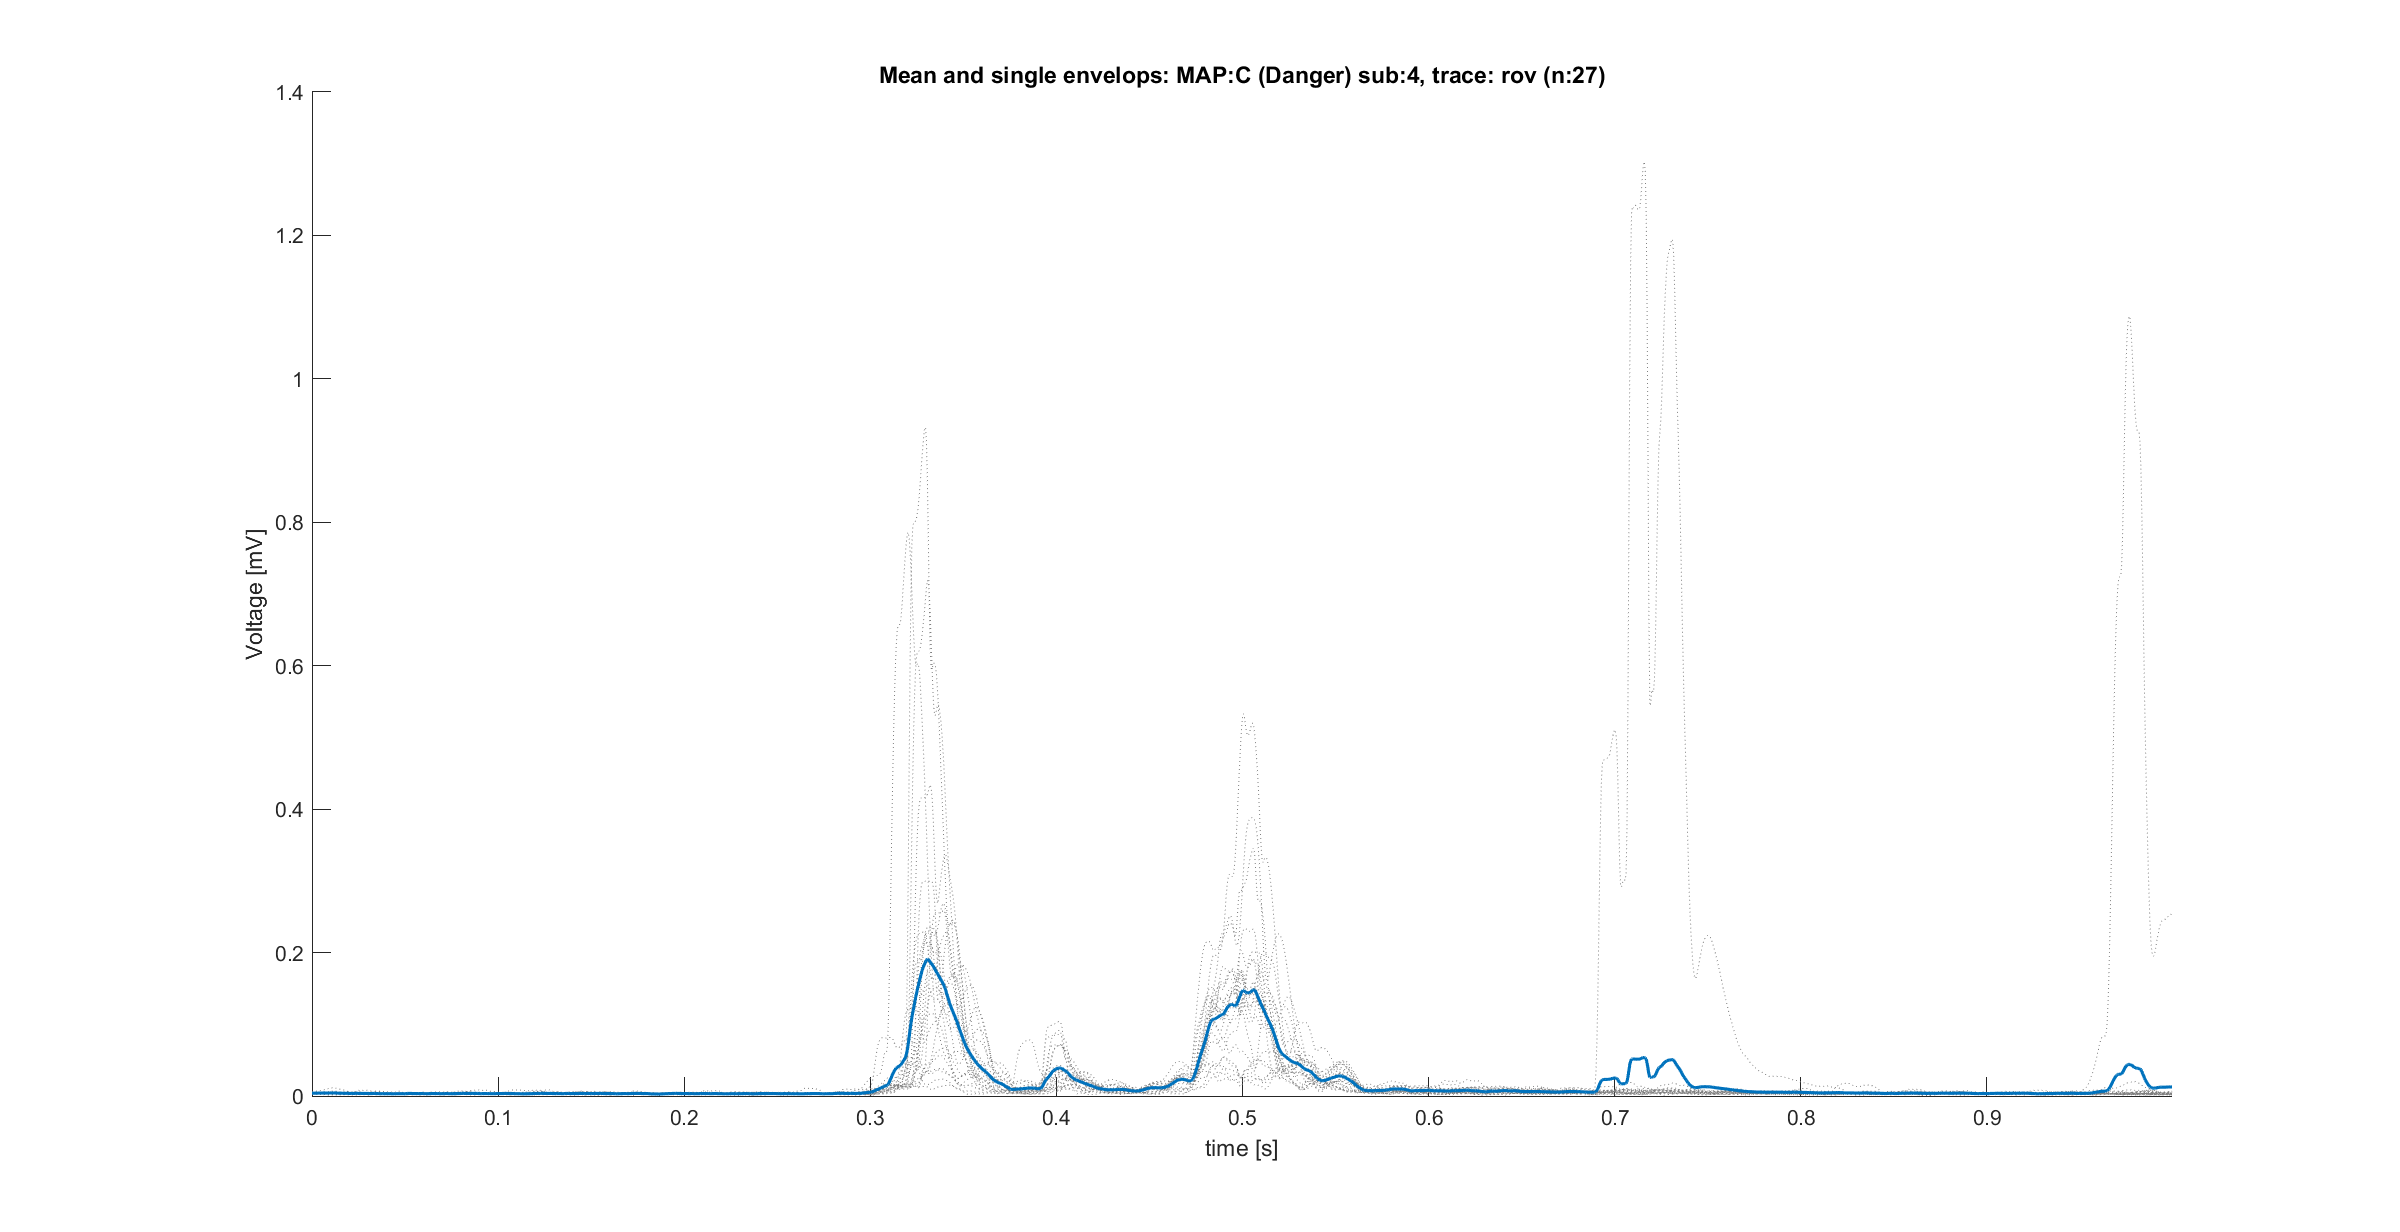 Mean and single envelops: MAP:C (Danger) sub:4, trace: rov (n:27)
1.4
1.2
1
0.8
0.6
0.4
0.2
0
Voltage [mV]
0 0.1 0.2 0.3 0.4 0.5 0.6 0.7 0.8 0.9
time [s]